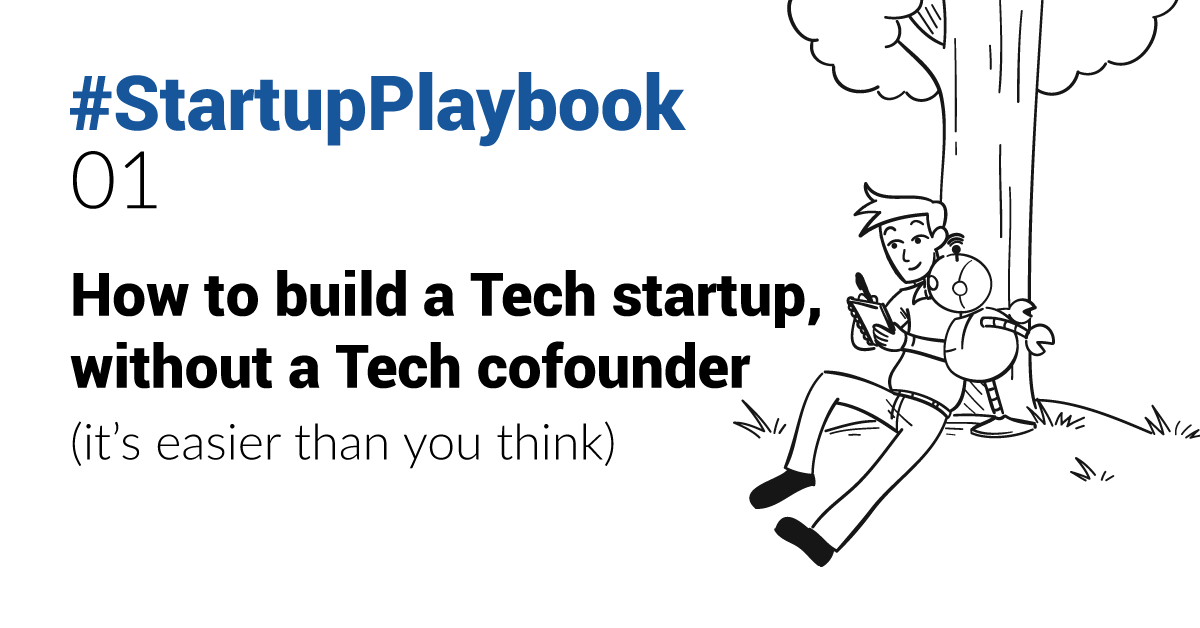 #StartupPlaybook
01
How to build a Tech startup,
without a Tech cofounder
(it's easier than you think)